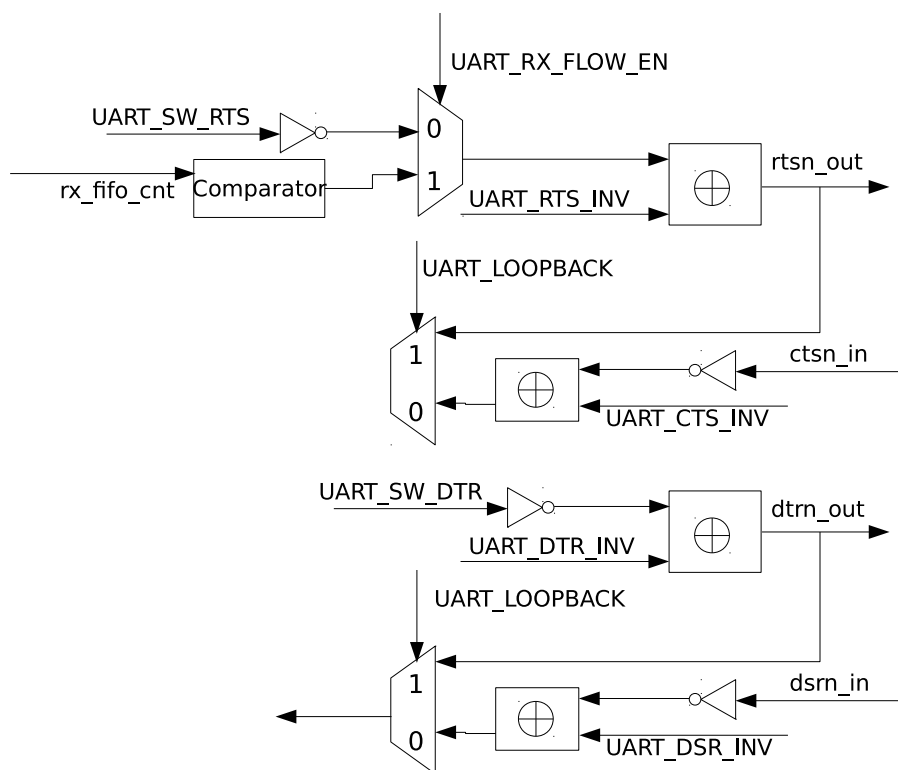 UART_RX_FLOW_EN
UART_SW_RTS
0
rtsn_out
rx_fifo_cnt
Comparator
1
UART_RTS_INV
UART_LOOPBACK
1
ctsn_in
0
UART_CTS_INV
UART_SW_DTR
dtrn_out
UART_DTR_INV
UART_LOOPBACK
1
dsrn_in
0
UART_DSR_INV